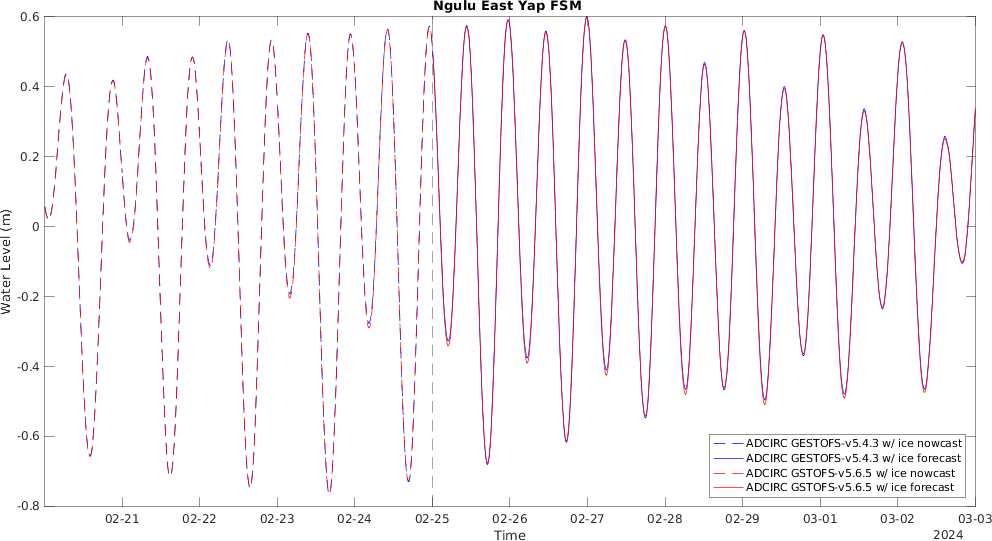 Ngulu East Yap FSM
0.6
0.4
0.2
0
-0.2
-0.4
-0.6
-0.8
Water Level (m)
ADCIRC GESTOFS-v5.4.3 w/ ice nowcast
ADCIRC GESTOFS-v5.4.3 w/ ice forecast
ADCIRC GSTOFS-v5.6.5 w/ ice nowcast
ADCIRC GSTOFS-v5.6.5 w/ ice forecast
02-21 02-22 02-23 02-24 02-25 02-26 02-27 02-28 02-29 03-01 03-02 03-03
Time
2024